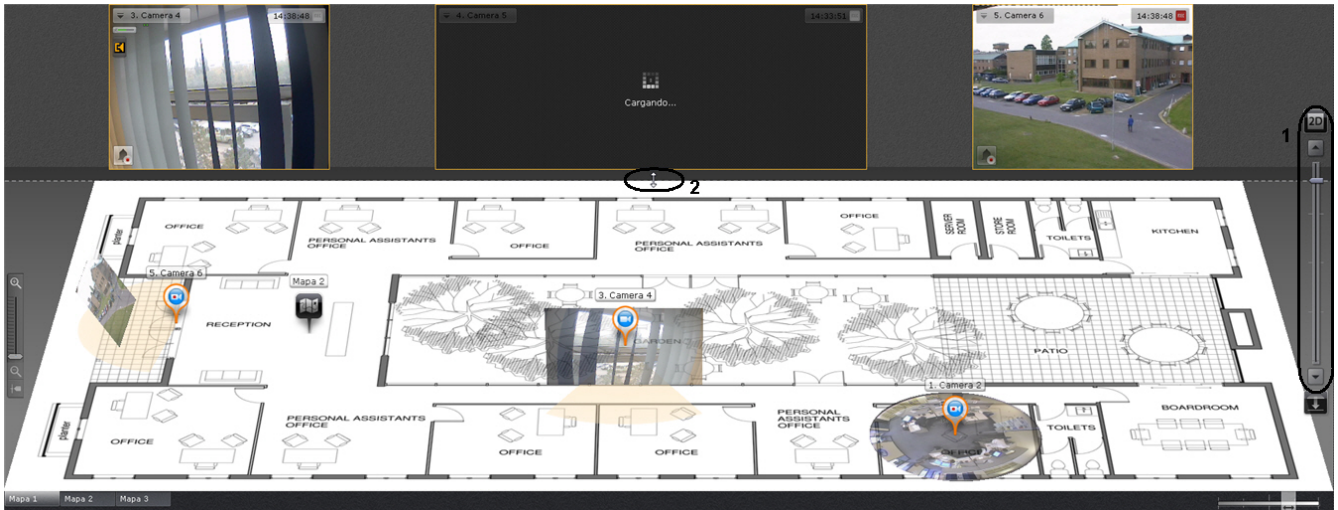 3. Camera 4
14:38:48
4. Camera 5
14:33:51
5. Camera 6
14:38:48
Cargando...
2D
1
2
OFFICE
PERSONAL ASSISTANTS
OFFICE
OFFICE
PERSONAL ASSISTANTS
OFFICE
OFFICE
SERVER
ROOM
STORE
ROOM
TOILETS
KITCHEN
planter
5. Camera 6
Mapa 2
3. Camera 4
RECEPTION
GARDEN
PATIO
1. Camera 2
planter
OFFICE
PERSONAL ASSISTANTS
OFFICE
OFFICE
OFFICE
PERSONAL
ASSISTANTS
OFFICE
OFFICE
TOILETS
BOARDROOM
Mapa 1
Mapa 2
Mapa 3